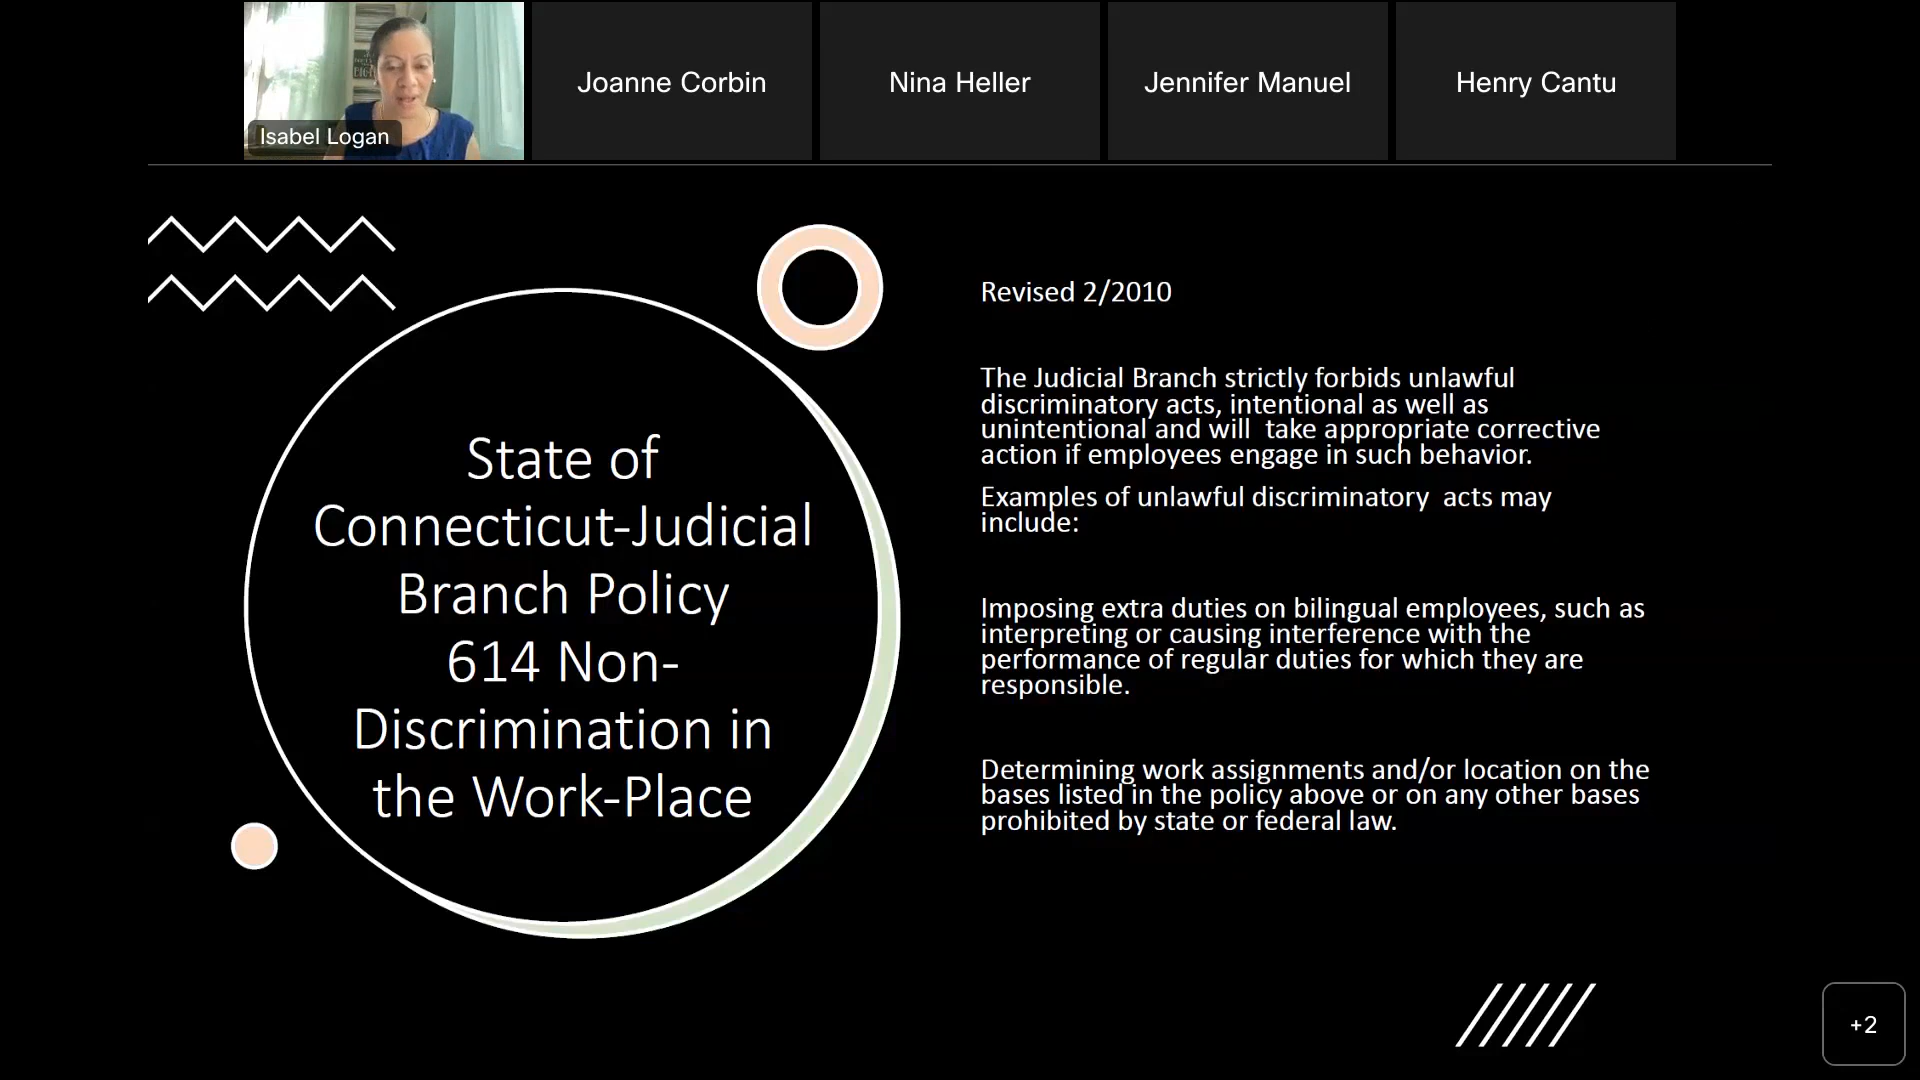 Isabel Logan
Joanne Corbin
Nina Heller
Jennifer Manuel
Henry Cantu
State of
Connecticut-Judicial
Branch Policy
614 Non-
Discrimination in
the Work-Place
Revised 2/2010
The Judicial Branch strictly forbids unlawful
discriminatory acts, intentional as well as
unintentional and will  take appropriate corrective
action if employees engage in such behavior.
Examples of unlawful discriminatory  acts may
include:
Imposing extra duties on bilingual employees, such as
interpreting or causing interference with the
performance of regular duties for which they are
responsible.
Determining work assignments and/or location on the
bases listed in the policy above or on any other bases
prohibited by state or federal law.
+2